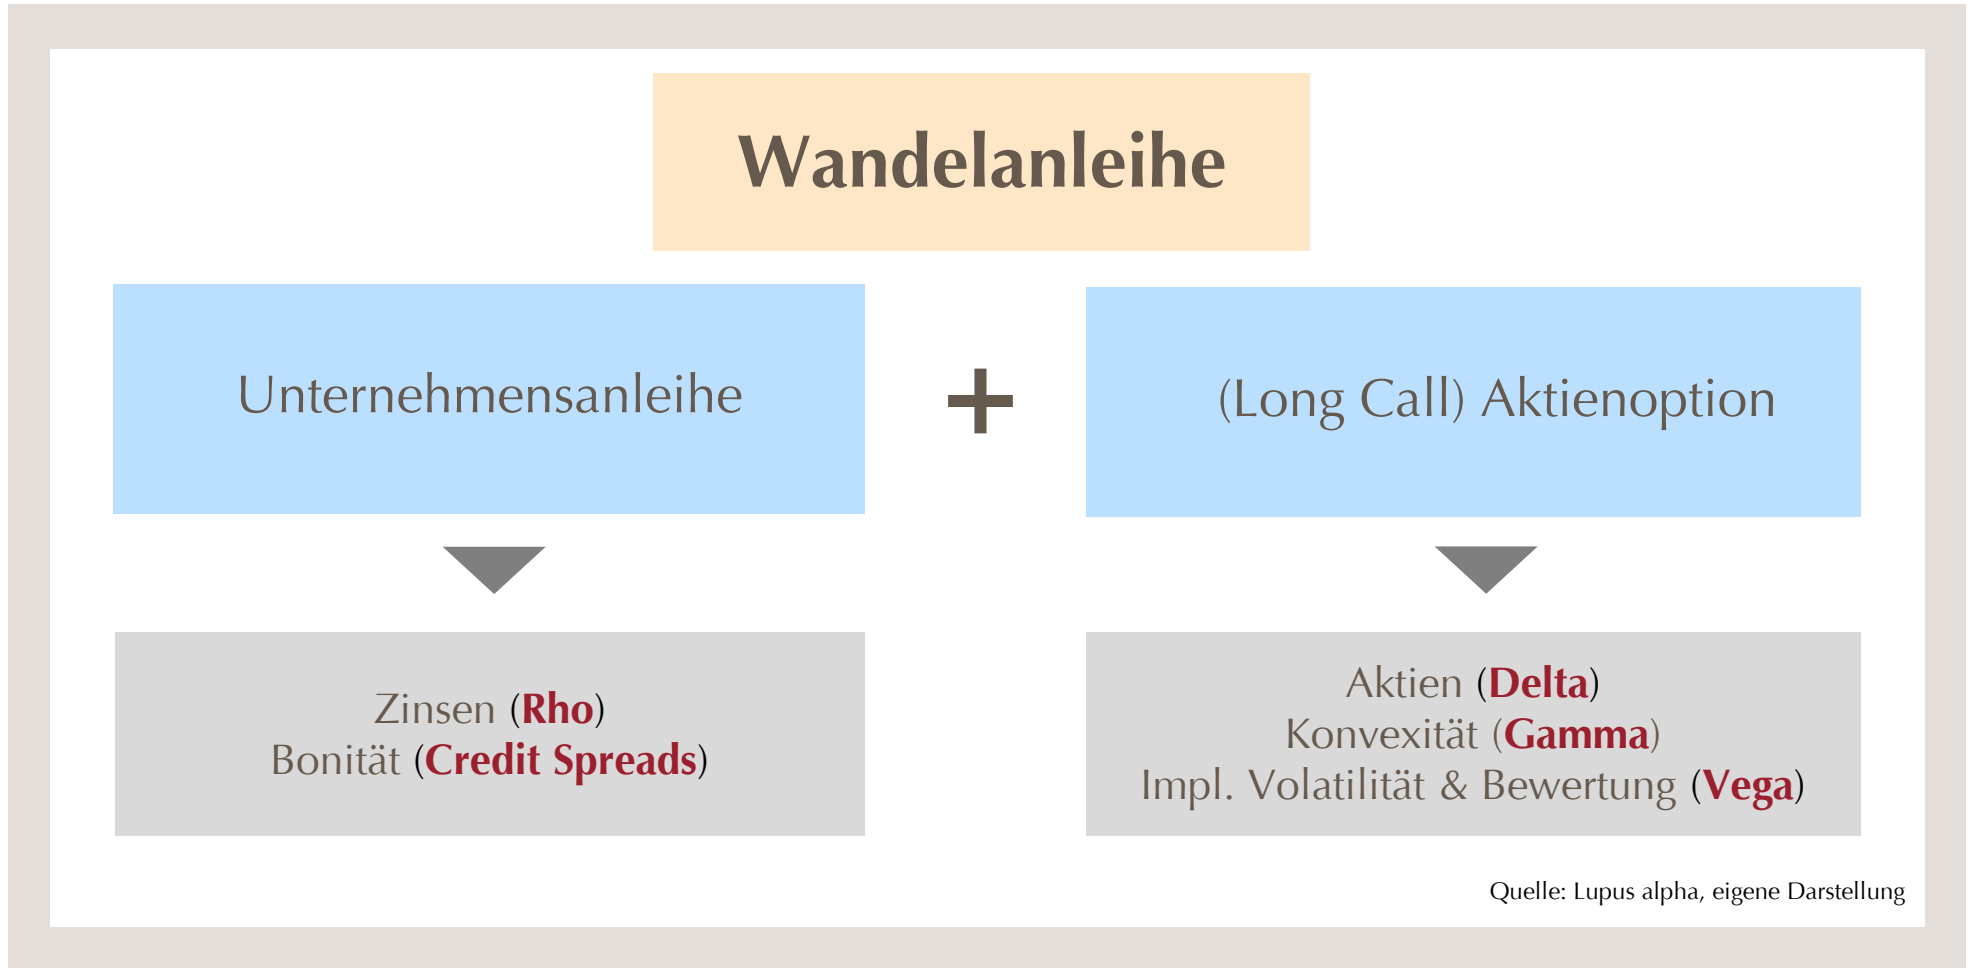 Wandelanleihe
Unternehmensanleihe
+
(Long Call) Aktienoption
Zinsen (Rho)
Bonität (Credit Spreads)
Aktien (Delta)
Konvexität (Gamma)
Impl. Volatilität & Bewertung (Vega)
Quelle: Lupus alpha, eigene Darstellung